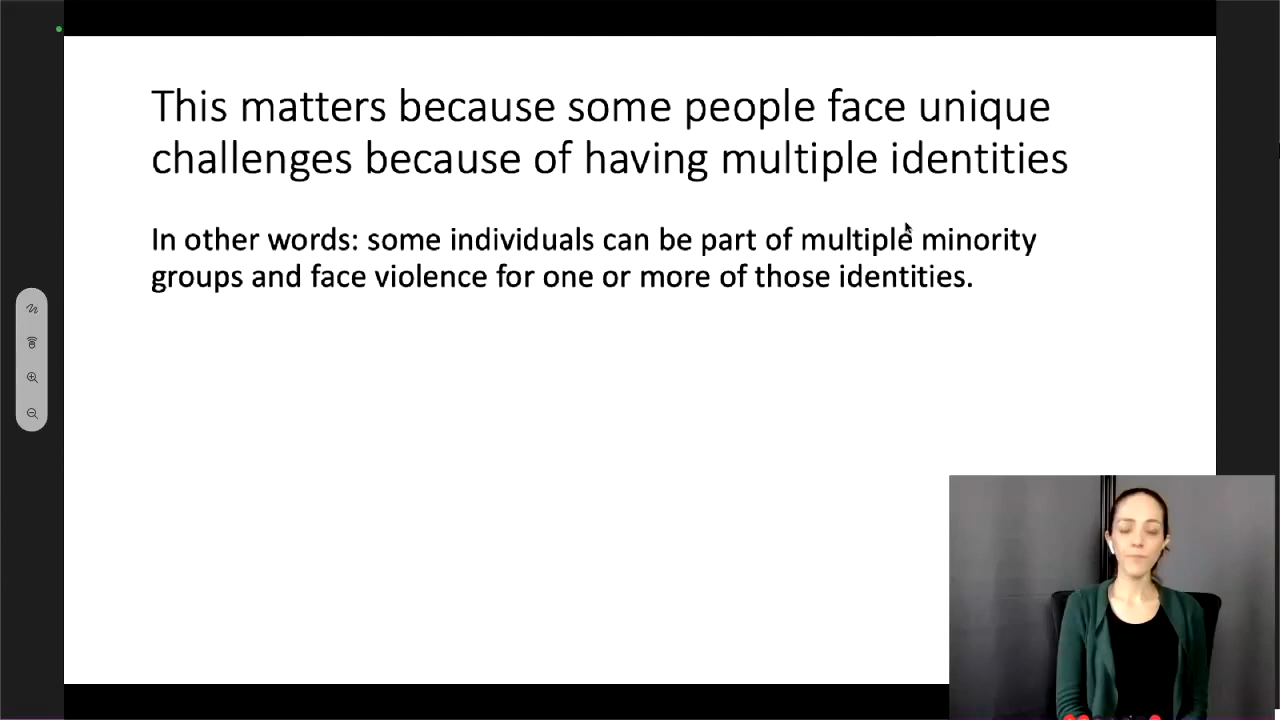 This matters because some people face unique
challenges because of having multiple identities
In other words: some individuals can be part of multiple minority
groups and face violence for one or more of those identities.